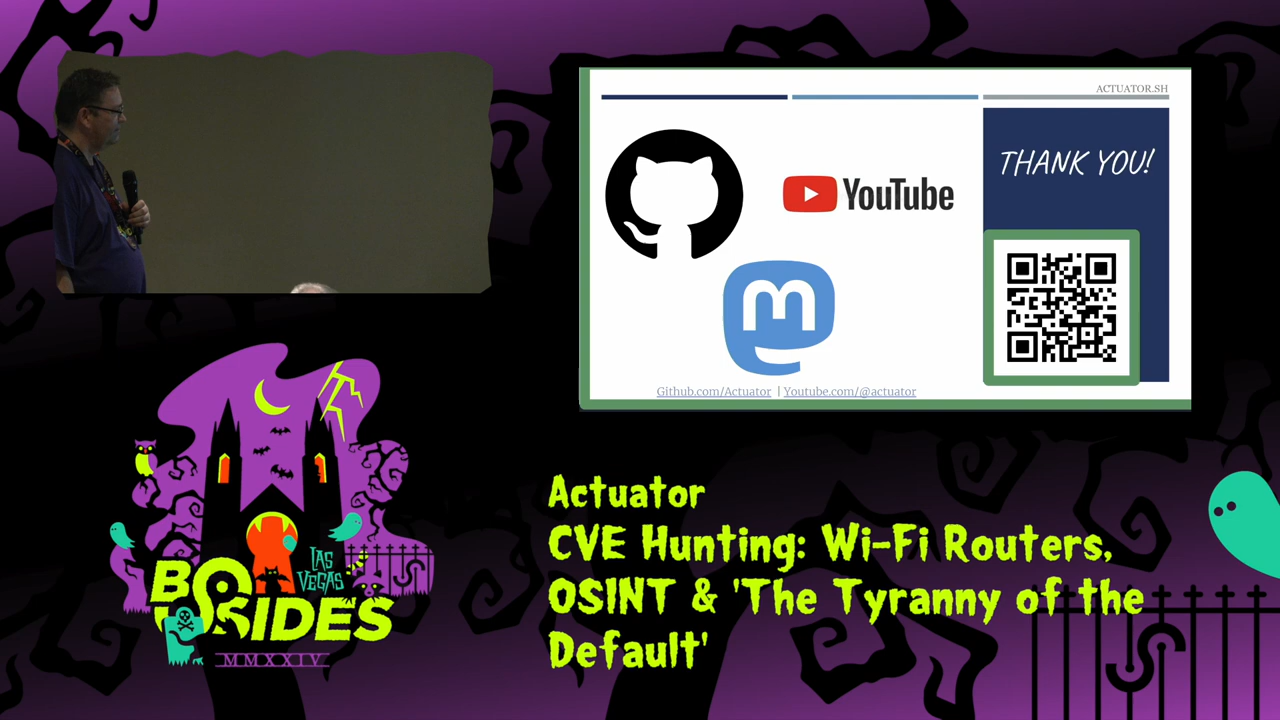 ACTUATOR.SH
THANK YOU!
YouTube
Github.com/Actuator | Youtube.com/@actuator
LAS
VEGAS
BSIDES
MMXXIV
Actuator
CVE Hunting: Wi-Fi Routers,
OSINT & 'The Tyranny of the
Default'